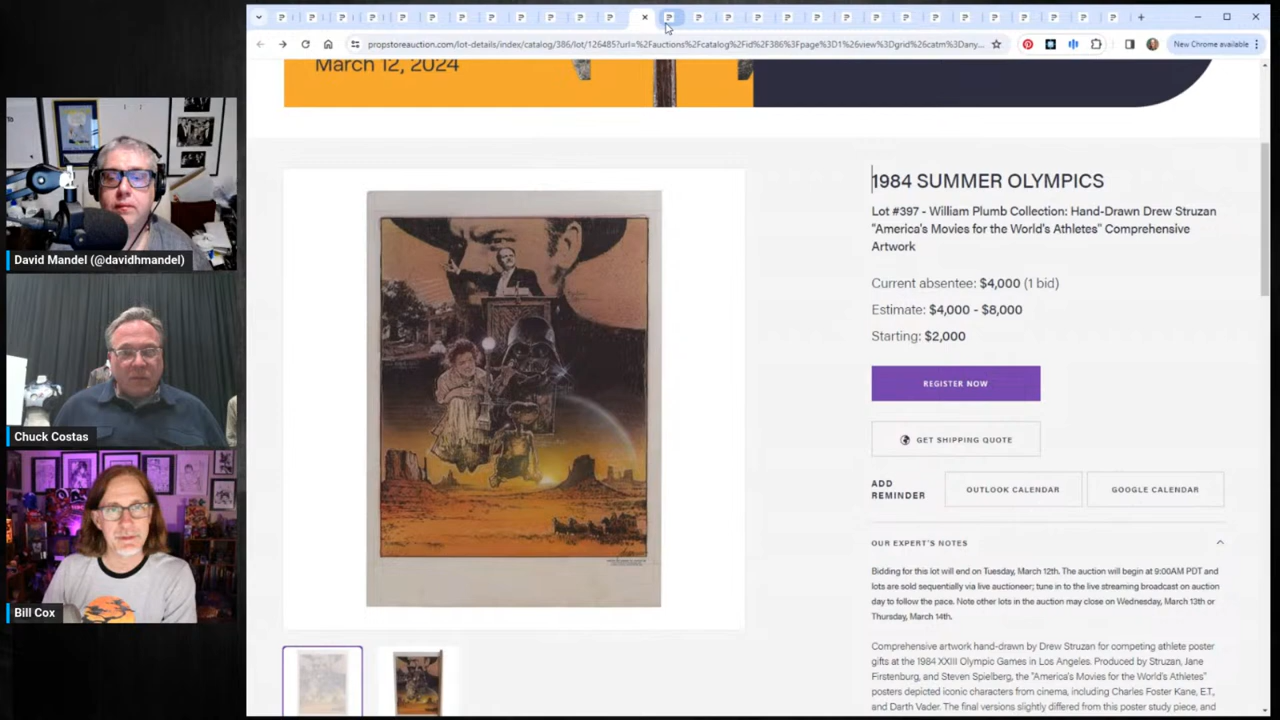 New Chrome available
propstoreauction.com/lot-details/index/catalog/386/lot/126485?url=%2Fauctions%2Fcatalog%2Fid%2F386%3Fpage%3D1%26view%3Dgrid%26catm%3Dany...
March 12, 2024
1984 SUMMER OLYMPICS
Lot #397 - William Plumb Collection: Hand-Drawn Drew Struzan
"America's Movies for the World's Athletes" Comprehensive
Artwork
Current absentee: $4,000 (1 bid)
Estimate: $4,000 - $8,000
Starting: $2,000
REGISTER NOW
GET SHIPPING QUOTE
ADD
REMINDER
OUTLOOK CALENDAR
GOOGLE CALENDAR
OUR EXPERT'S NOTES
Bidding for this lot will end on Tuesday, March 12th. The auction will begin at 9:00AM PDT and
lots are sold sequentially via live auctioneer; tune in to the live streaming broadcast on auction
day to follow the pace. Note other lots in the auction may close on Wednesday, March 13th or
Thursday, March 14th.
Comprehensive artwork hand-drawn by Drew Struzan for competing athlete poster
gifts at the 1984 XXIII Olympic Games in Los Angeles. Produced by Struzan, Jane
Firstenburg, and Steven Spielberg, the "America's Movies for the World's Athletes"
posters depicted iconic characters from cinema, including Charles Foster Kane, E.T.,
and Darth Vader. The final versions slightly differed from this poster study piece, and
David Mandel (@davidhmandel)
Chuck Costas
Bill Cox